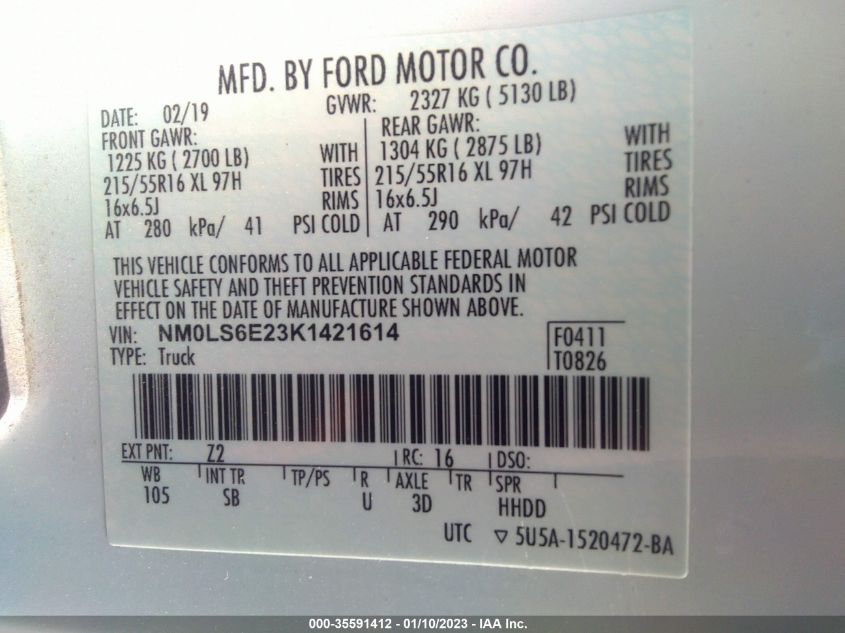 MFD. BY FORD MOTOR CO.
DATE: 02/19 GVWR: 2327 KG ( 5130 LB)
FRONT GAWR: REAR GAWR:
1225 KG ( 2700 LB) WITH 1304 KG ( 2875 LB) WITH
215/55R16 XL 97H TIRES 215/55R16 XL 97H TIRES
16x6.5J RIMS 16x6.5J RIMS
AT 280 kPa/ 41 PSI COLD AT 290 kPa/ 42 PSI COLD
THIS VEHICLE CONFORMS TO ALL APPLICABLE FEDERAL MOTOR
VEHICLE SAFETY AND THEFT PREVENTION STANDARDS IN
EFFECT ON THE DATE OF MANUFACTURE SHOWN ABOVE.
VIN: NM0LS6E23K1421614 F0411
TYPE: Truck T0826
EXT PNT: Z2 RC: 16 DSO:
WB INT TR TP/PS R AXLE TR SPR
105 SB U 3D HHDD
UTC ▽ 5U5A-1520472-BA
000-35591412 — 01/10/2023 — IAA Inc.